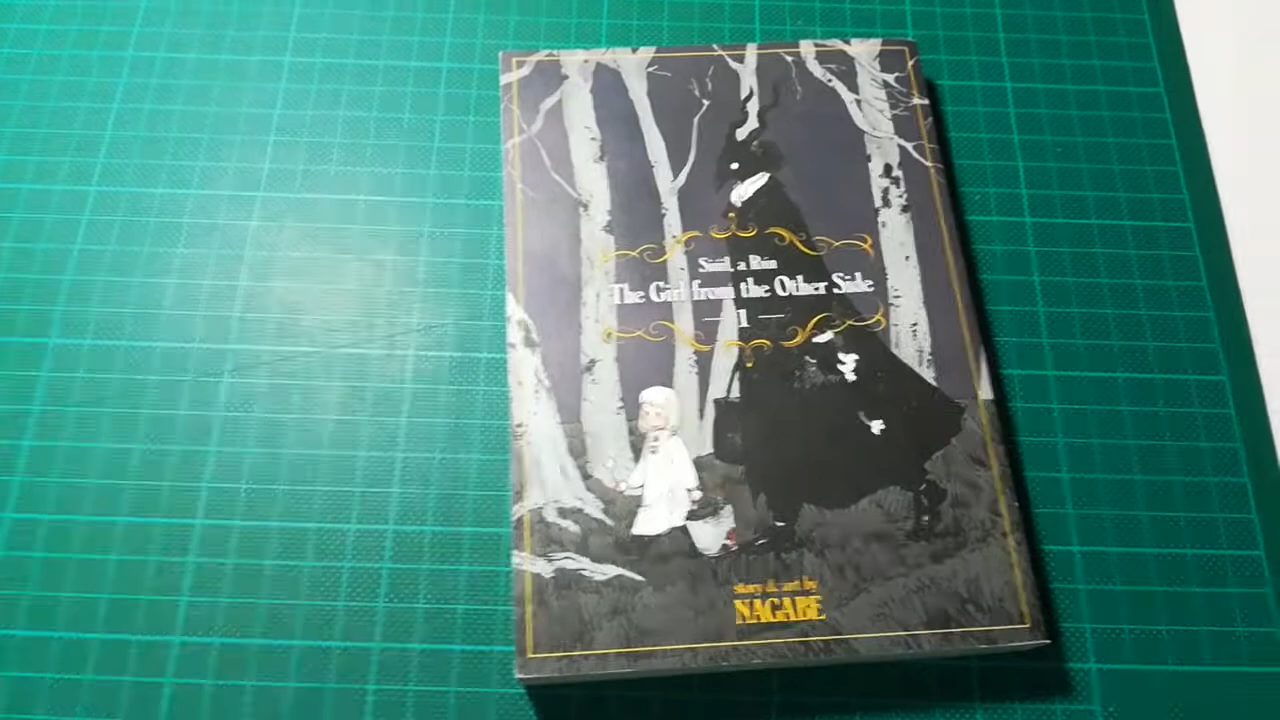 Siúil, a Rún
The Girl from the Other Side
1
story & art by
NAGABE